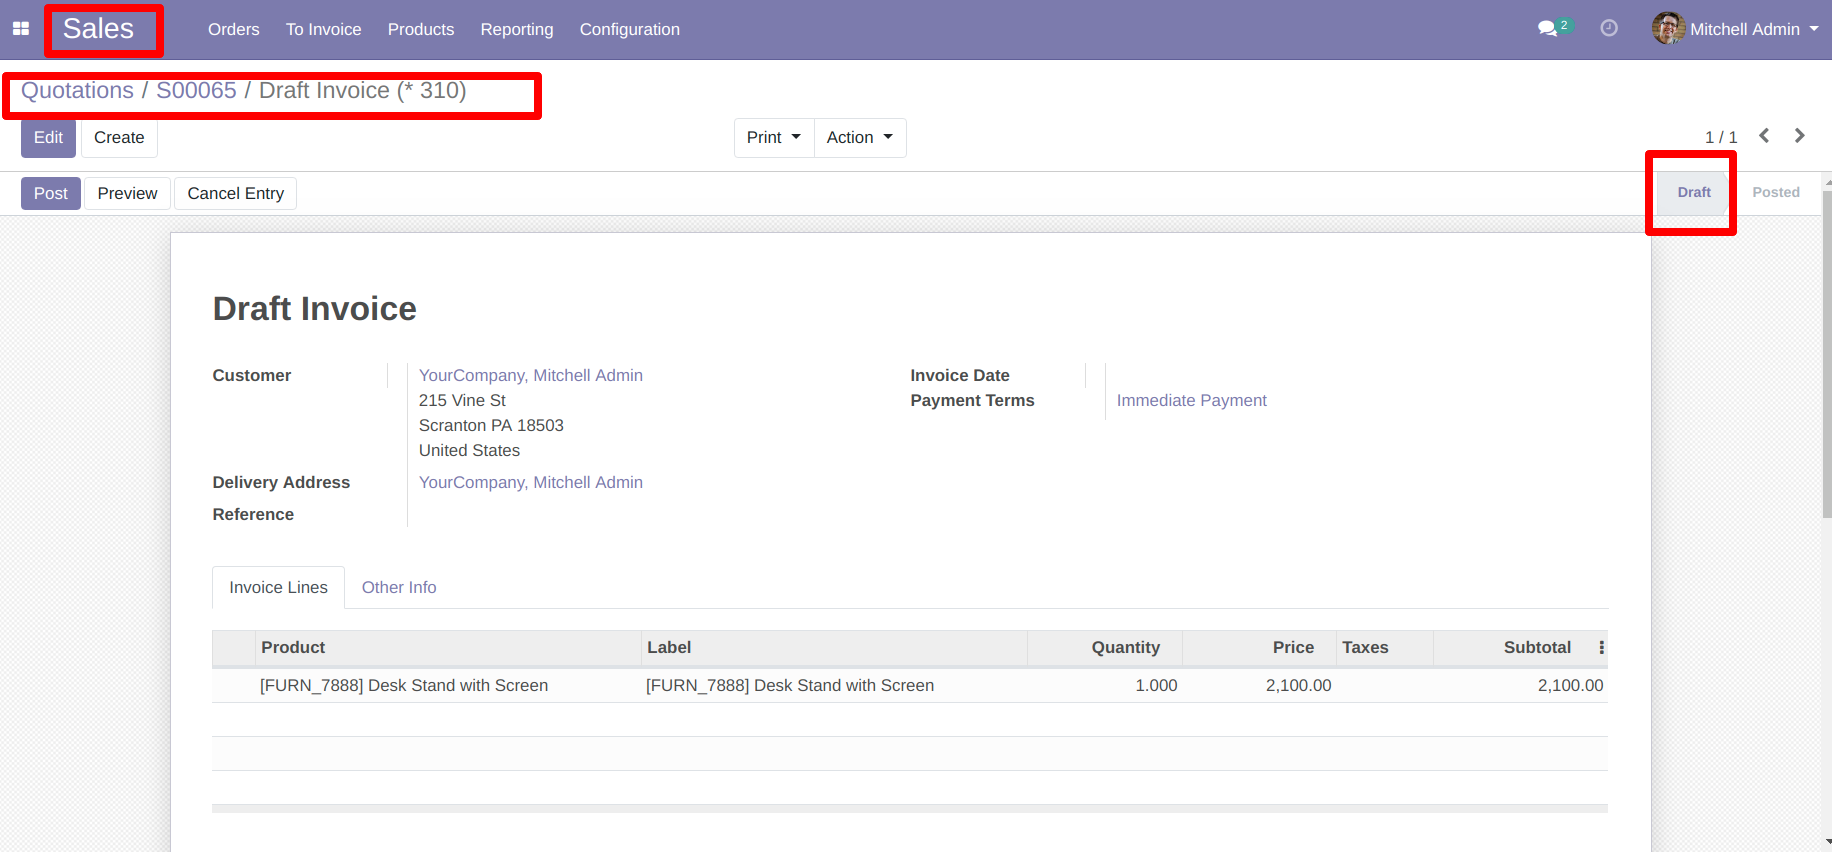 Sales Orders To Invoice Products Reporting Configuration 2 Mitchell Admin
Quotations / S00065 / Draft Invoice (* 310)
Edit Create Print Action 1 / 1
Post Preview Cancel Entry Draft Posted
Draft Invoice
Customer YourCompany, Mitchell Admin Invoice Date
215 Vine St Payment Terms Immediate Payment
Scranton PA 18503
United States
Delivery Address YourCompany, Mitchell Admin
Reference
Invoice Lines Other Info
Product Label Quantity Price Taxes Subtotal
[FURN_7888] Desk Stand with Screen [FURN_7888] Desk Stand with Screen 1.000 2,100.00 2,100.00